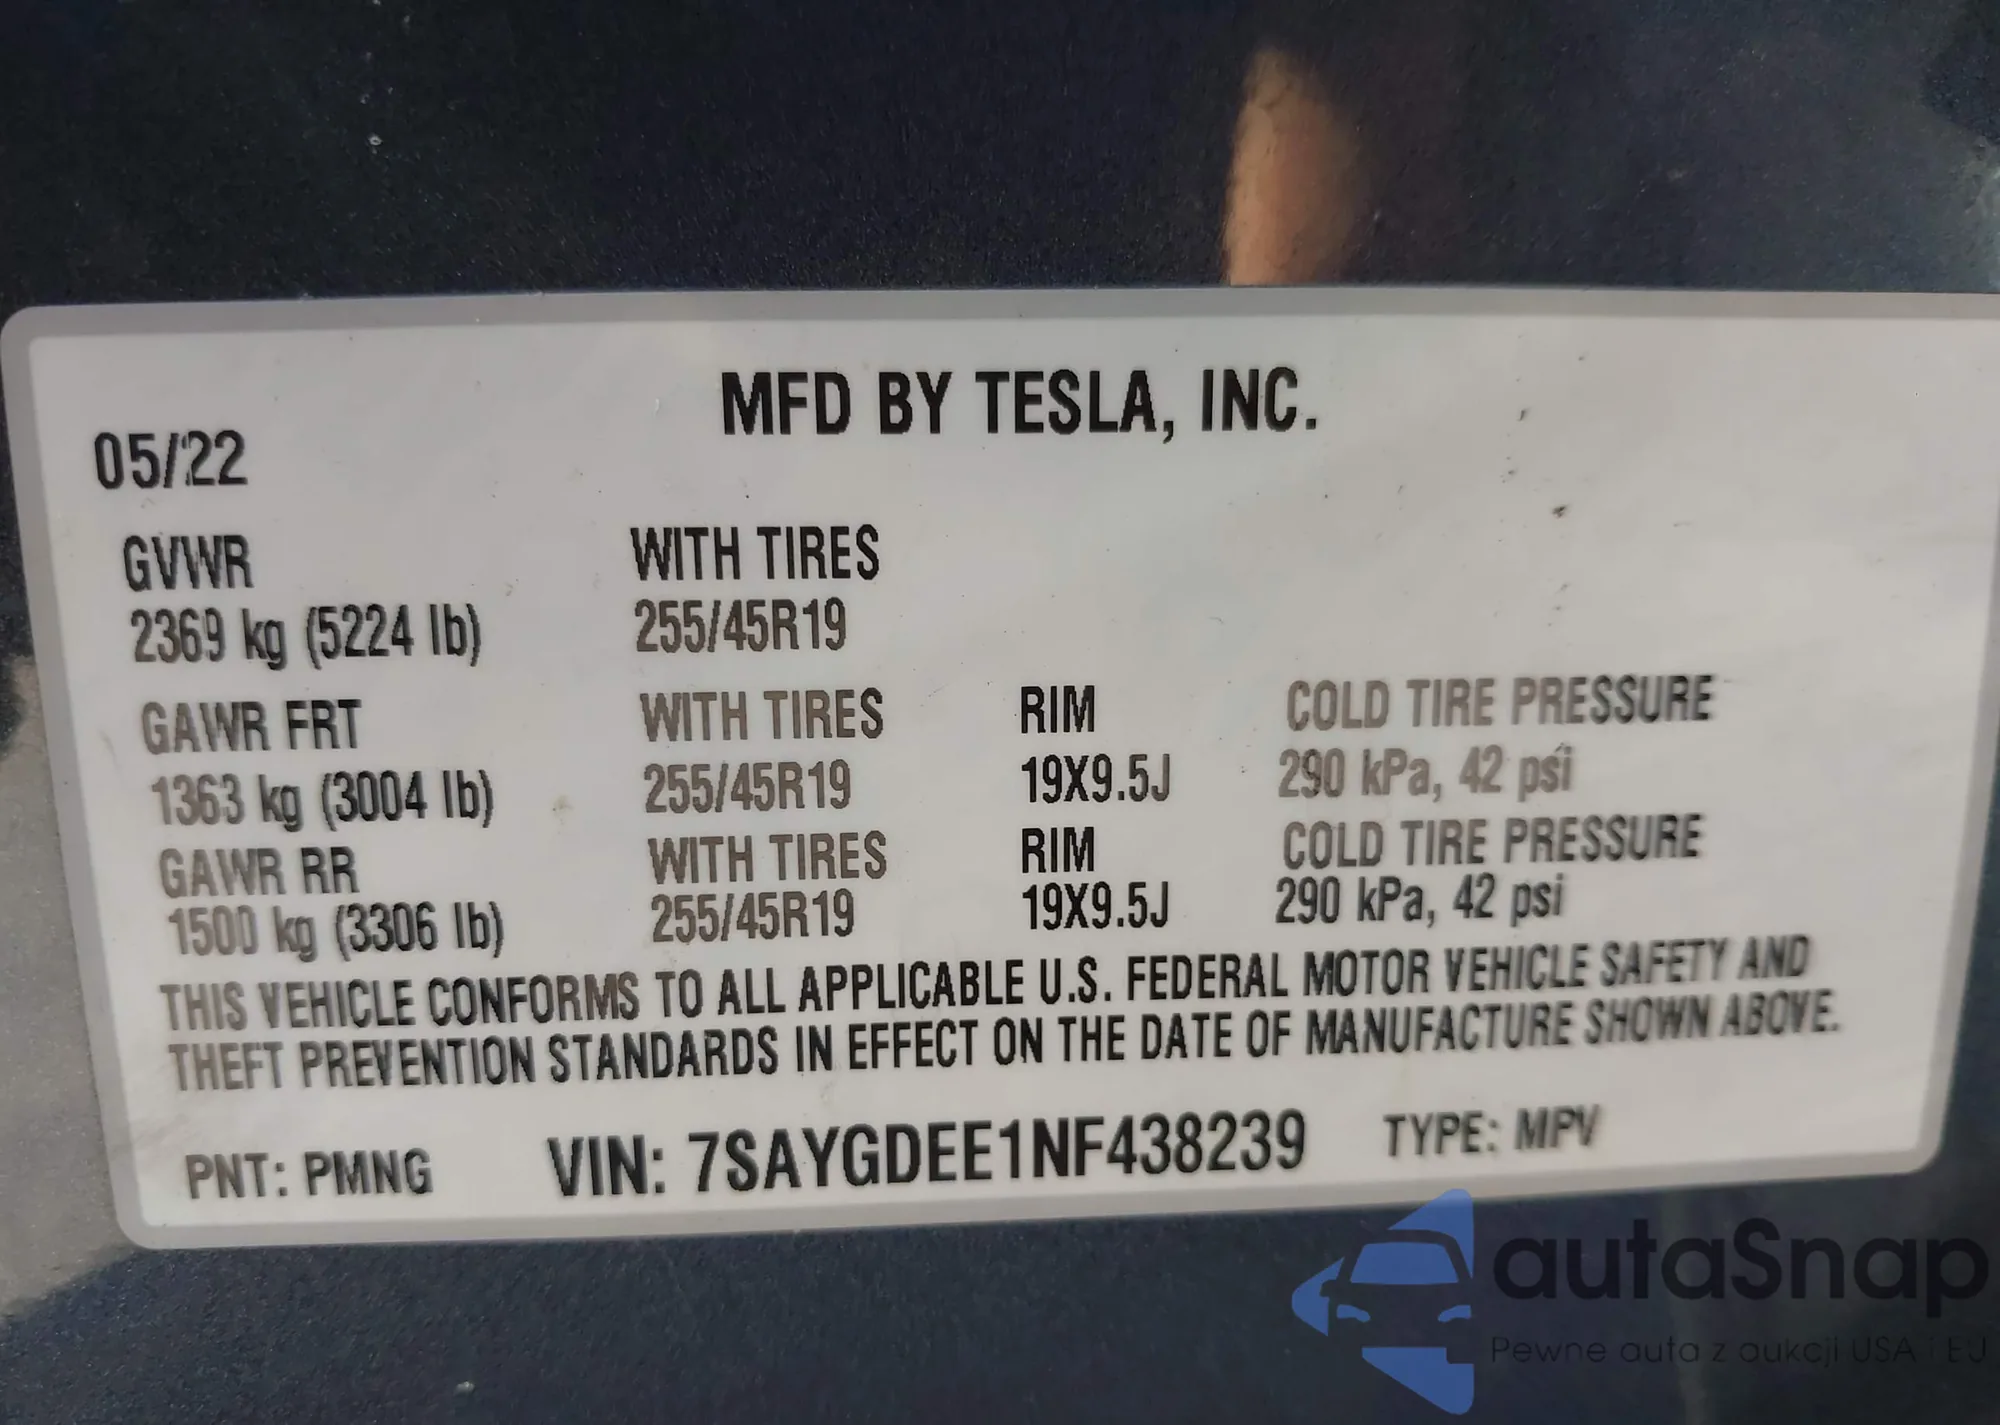 MFD BY TESLA, INC.
05/22
GVWR WITH TIRES
2369 kg (5224 lb) 255/45R19
GAWR FRT WITH TIRES RIM COLD TIRE PRESSURE
1363 kg (3004 lb) 255/45R19 19X9.5J 290 kPa, 42 psi
GAWR RR WITH TIRES RIM COLD TIRE PRESSURE
1500 kg (3306 lb) 255/45R19 19X9.5J 290 kPa, 42 psi
THIS VEHICLE CONFORMS TO ALL APPLICABLE U.S. FEDERAL MOTOR VEHICLE SAFETY AND
THEFT PREVENTION STANDARDS IN EFFECT ON THE DATE OF MANUFACTURE SHOWN ABOVE.
PNT: PMNG VIN: 7SAYGDEE1NF438239 TYPE: MPV
autaSnap
Pewne auta z aukcji USA i EU